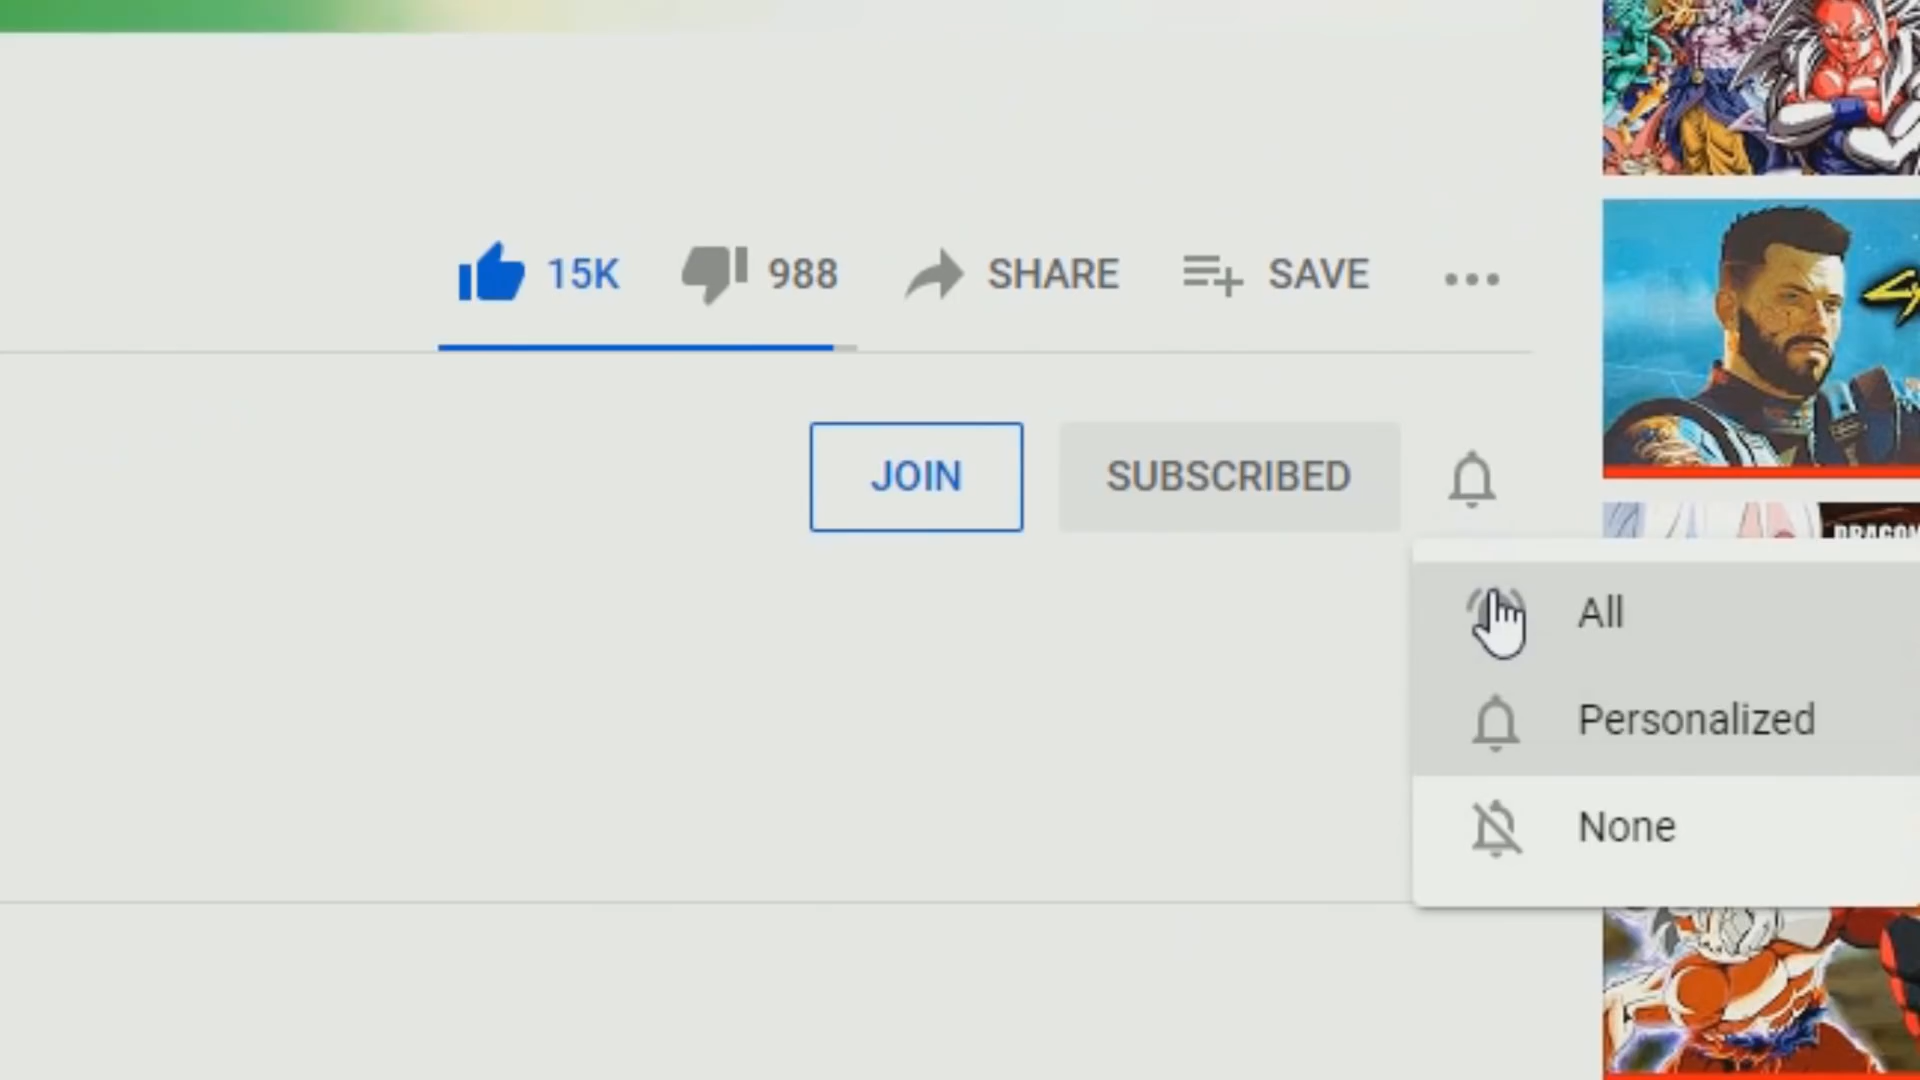 15K 988 SHARE SAVE
JOIN SUBSCRIBED
All
Personalized
None